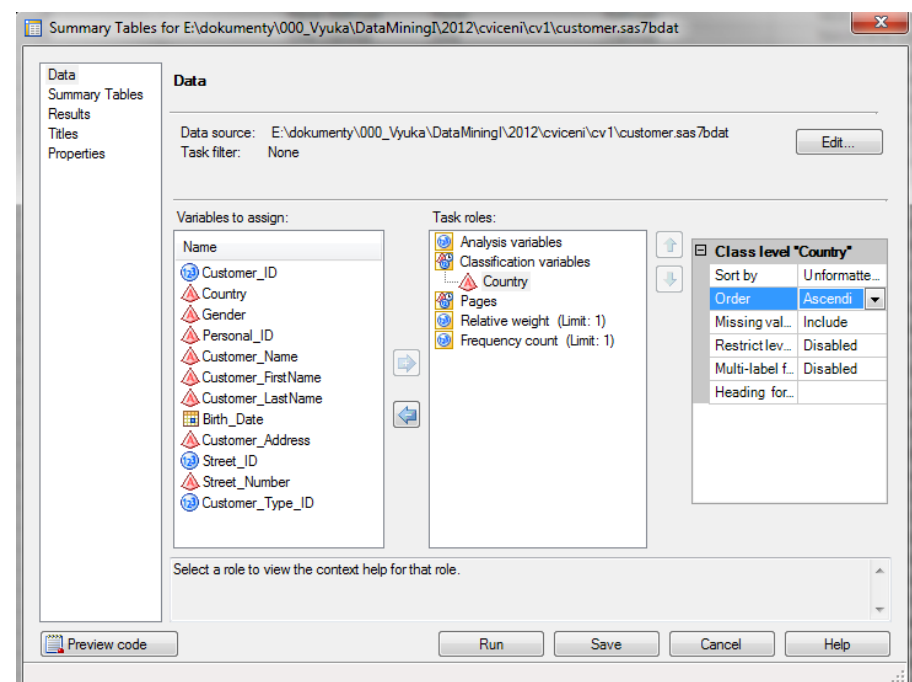 Summary Tables for E:\dokumenty\000_Vyuka\DataMiningI\2012\cviceni\cv1\customer.sas7bdat
x
Data
Summary Tables
Results
Titles
Properties
Data
Data source: E:\dokumenty\000_Vyuka\DataMiningI\2012\cviceni\cv1\customer.sas7bdat
Task filter: None
Edit...
Variables to assign:
Name
Customer_ID
Country
Gender
Personal_ID
Customer_Name
Customer_FirstName
Customer_LastName
Birth_Date
Customer_Address
Street_ID
Street_Number
Customer_Type_ID
Task roles:
Analysis variables
Classification variables
Country
Pages
Relative weight (Limit: 1)
Frequency count (Limit: 1)
Class level "Country"
Sort by Unformatte...
Order Ascendi
Missing val... Include
Restrict lev... Disabled
Multi-label f... Disabled
Heading for...
Select a role to view the context help for that role.
Preview code
Run
Save
Cancel
Help